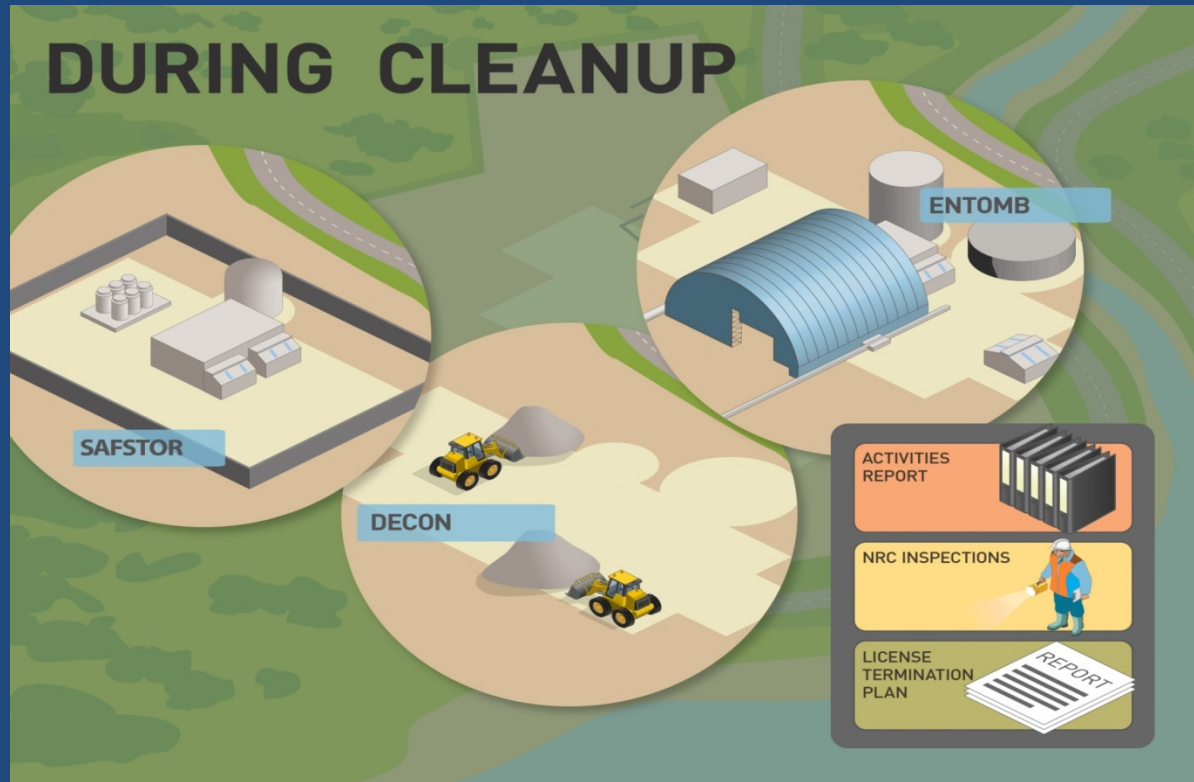 DURING CLEANUP
SAFSTOR
DECON
ENTOMB
ACTIVITIES
REPORT
NRC INSPECTIONS
LICENSE
TERMINATION
PLAN
REPORT